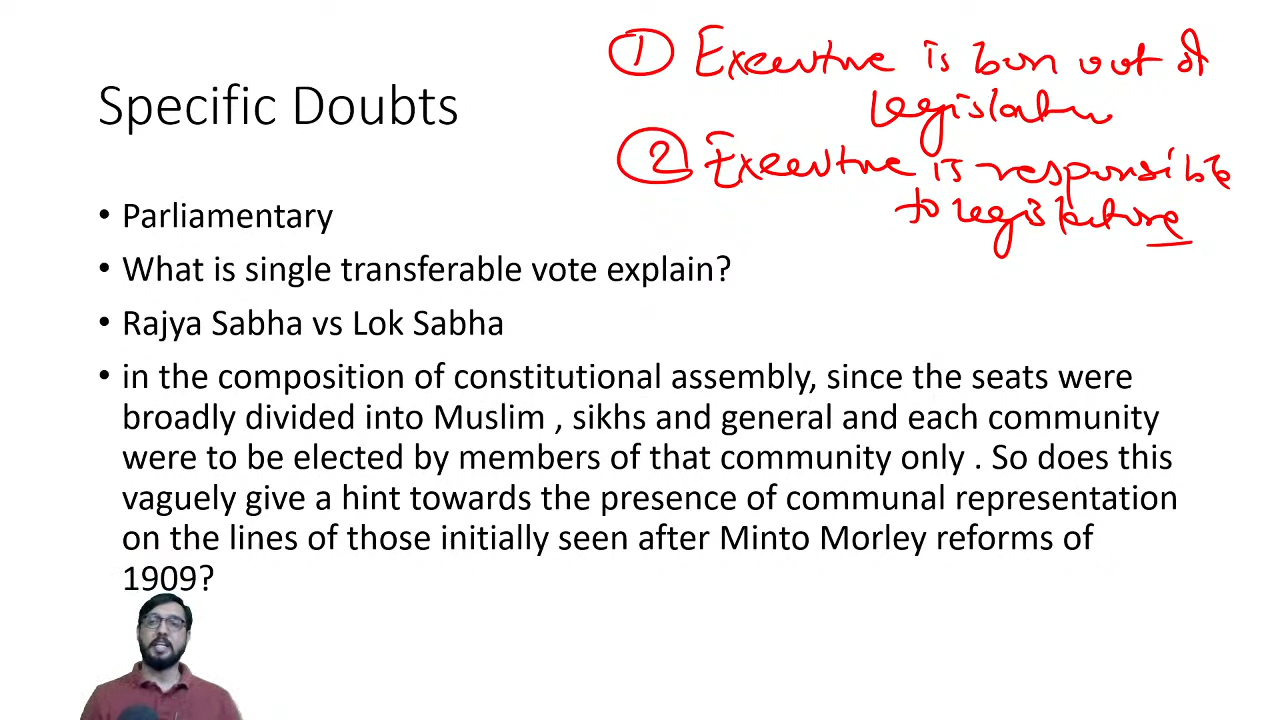 ① Executive is born out of
legislature
Specific Doubts
② Executive is responsible
to legislature
• Parliamentary
• What is single transferable vote explain?
• Rajya Sabha vs Lok Sabha
• in the composition of constitutional assembly, since the seats were
broadly divided into Muslim , sikhs and general and each community
were to be elected by members of that community only . So does this
vaguely give a hint towards the presence of communal representation
on the lines of those initially seen after Minto Morley reforms of
1909?